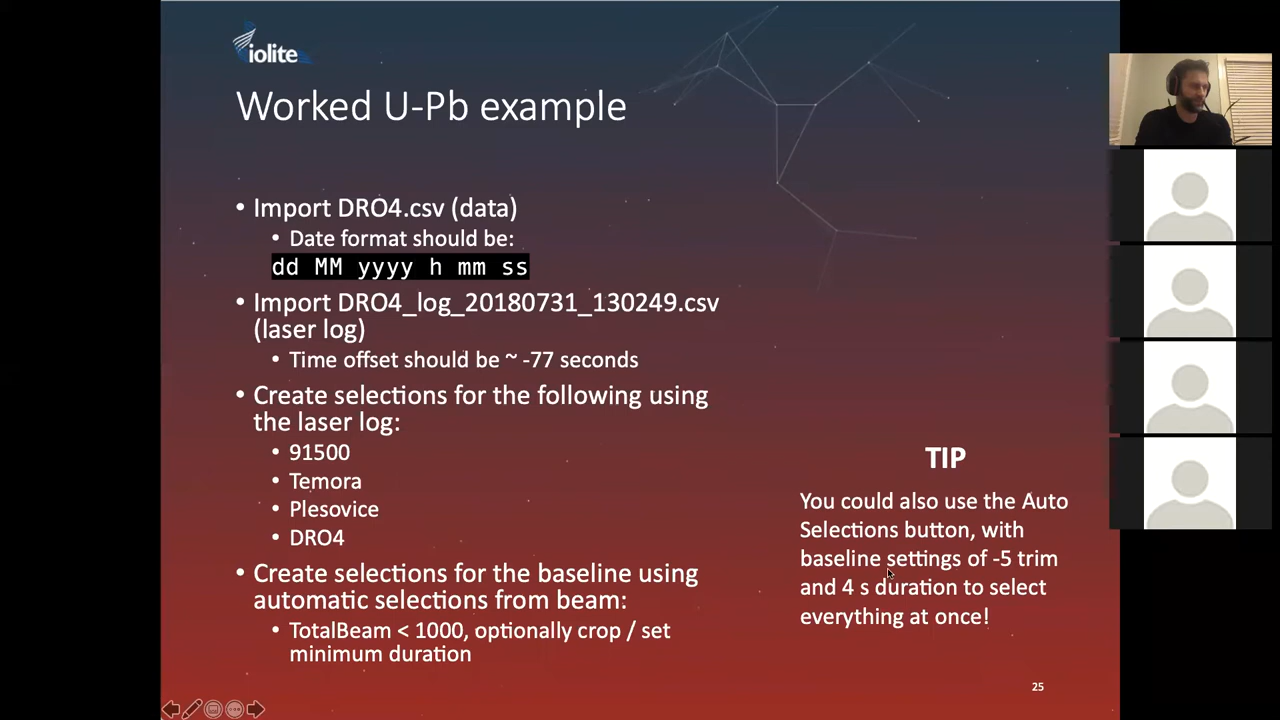 iolite
Worked U-Pb example
• Import DRO4.csv (data)
• Date format should be:
dd MM yyyy h mm ss
• Import DRO4_log_20180731_130249.csv
(laser log)
• Time offset should be ~ -77 seconds
• Create selections for the following using
the laser log:
• 91500
• Temora
• Plesovice
• DRO4
• Create selections for the baseline using
automatic selections from beam:
• TotalBeam < 1000, optionally crop / set
minimum duration
TIP
You could also use the Auto
Selections button, with
baseline settings of -5 trim
and 4 s duration to select
everything at once!
25